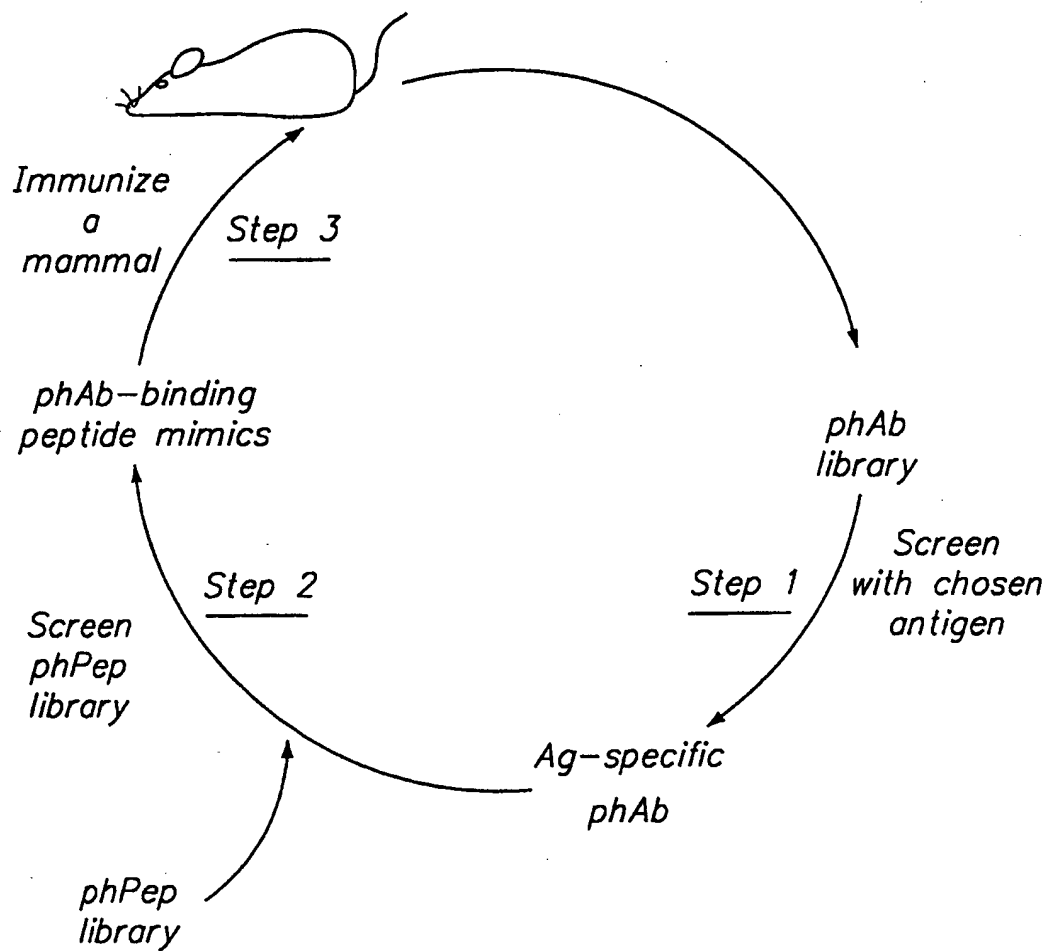 Immunize
a
mammal
Step 3
phAb-binding
peptide mimics
phAb
library
Screen
with chosen
antigen
Step 1
Step 2
Screen
phPep
library
Ag-specific
phAb
phPep
library